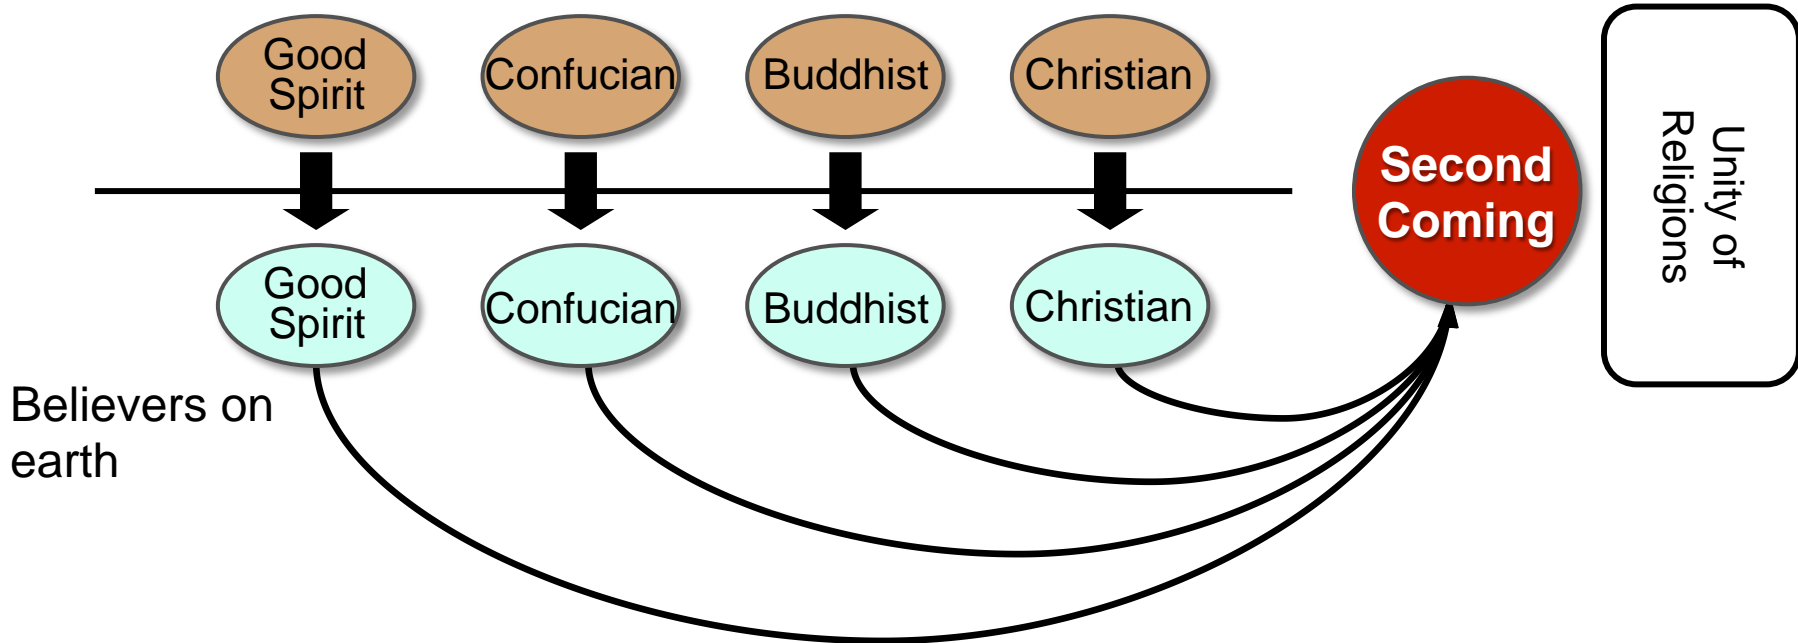 Good
Spirit
Confucian
Buddhist
Christian
Second
Coming
Unity of
Religions
Good
Spirit
Confucian
Buddhist
Christian
Believers on
earth